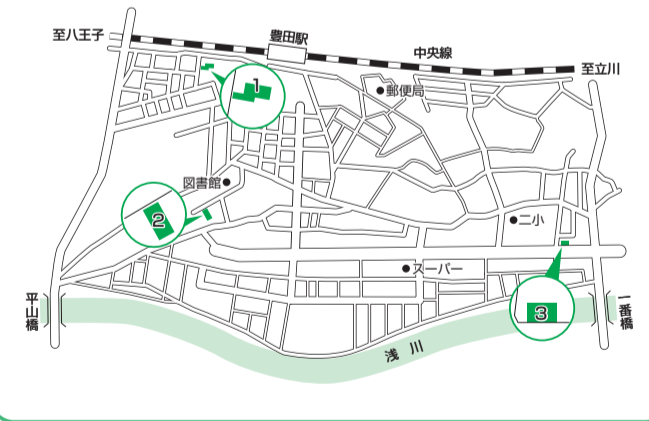 至八王子
豊田駅
中央線
至立川
1
郵便局
図書館
2
二小
スーパー
平山橋
3
一番橋
浅川